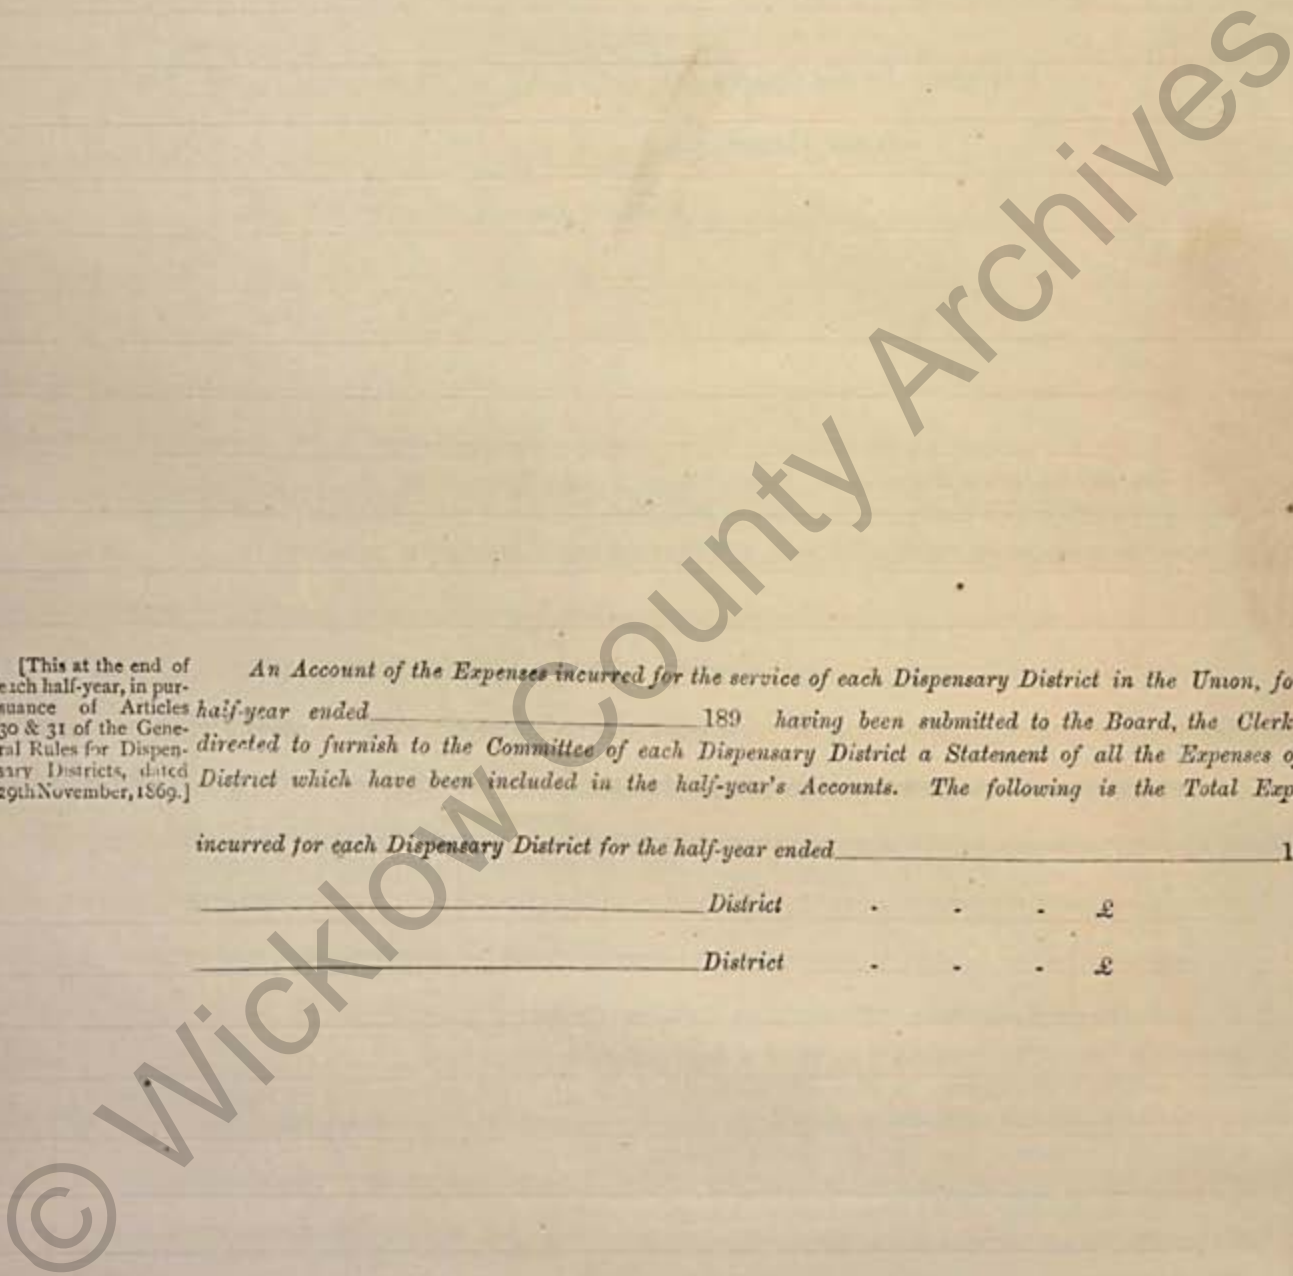 [This at the end of
each half-year, in pur-
suance of Articles
30 & 31 of the Gene-
ral Rules for Dispen-
sary Districts, dated
29th November, 1869.]
An Account of the Expenses incurred for the service of each Dispensary District in the Union, fo
half-year ended 189 having been submitted to the Board, the Clerk
directed to furnish to the Committee of each Dispensary District a Statement of all the Expenses o
District which have been included in the half-year's Accounts. The following is the Total Exp
incurred for each Dispensary District for the half-year ended 1
District - - - £
District - - - £
© Wicklow County Archives